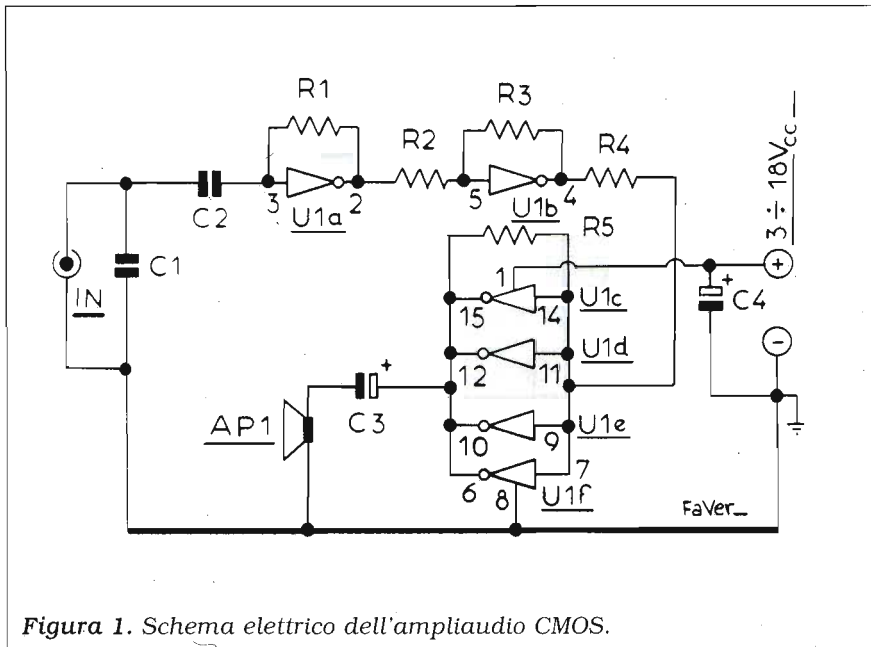 R1
R3
R2
R4
3
2
5
4
C2
U1a
U1b
3÷18Vcc
IN
C1
R5
1
+
+
C4
15
14
U1c
12
11
U1d
-
+
C3
AP1
10
9
U1e
6
8
7
U1f
FaVer_
Figura 1. Schema elettrico dell'ampliaudio CMOS.